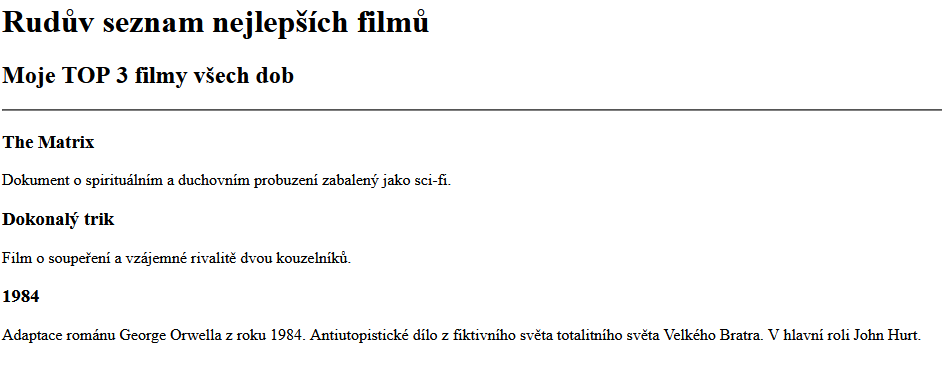 Rudův seznam nejlepších filmů
Moje TOP 3 filmy všech dob
The Matrix
Dokument o spirituálním a duchovním probuzení zabalený jako sci-fi.
Dokonalý trik
Film o soupeření a vzájemné rivalitě dvou kouzelníků.
1984
Adaptace románu George Orwella z roku 1984. Antiutopistické dílo z fiktivního světa totalitního světa Velkého Bratra. V hlavní roli John Hurt.